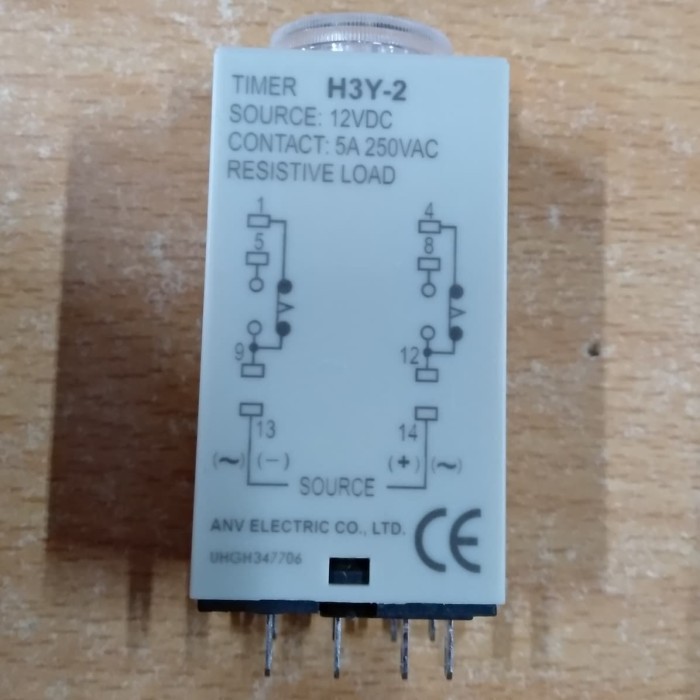 TIMER H3Y-2
SOURCE: 12VDC
CONTACT: 5A 250VAC
RESISTIVE LOAD
1 4
5 8
9 12
13 14
(~) (−) (+) (~)
SOURCE
ANV ELECTRIC CO., LTD.
CE
UHGH347706